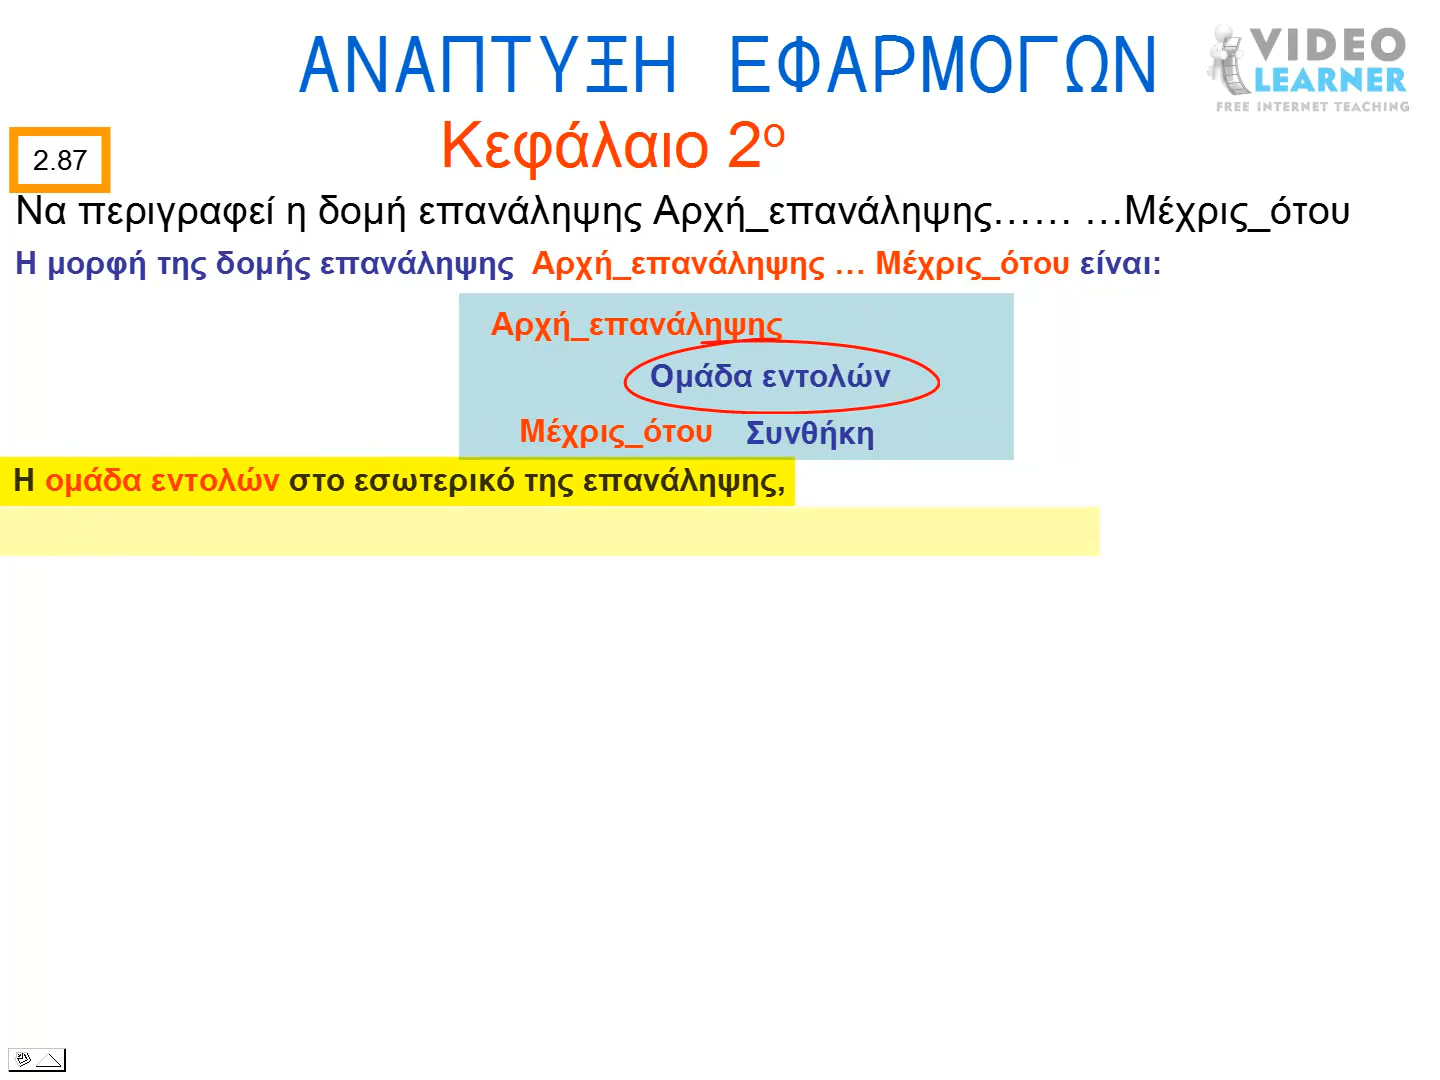 ΑΝΑΠΤΥΞΗ ΕΦΑΡΜΟΓΩΝ
VIDEO
LEARNER
FREE INTERNET TEACHING
Κεφάλαιο 2ο
2.87
Να περιγραφεί η δομή επανάληψης Αρχή_επανάληψης…… …Μέχρις_ότου
Η μορφή της δομής επανάληψης Αρχή_επανάληψης … Μέχρις_ότου είναι:
Αρχή_επανάληψης
Ομάδα εντολών
Μέχρις_ότου Συνθήκη
Η ομάδα εντολών στο εσωτερικό της επανάληψης,